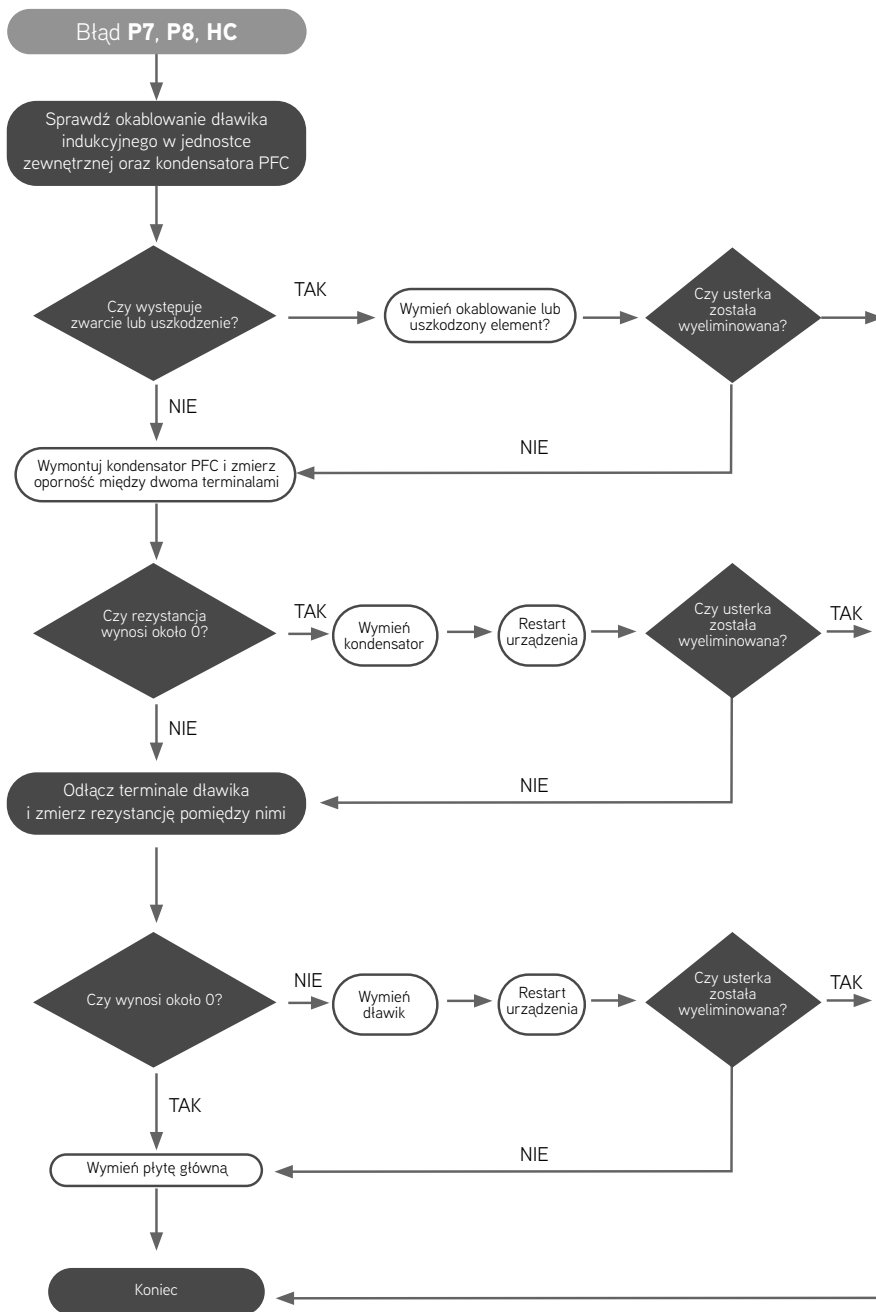 Błąd P7, P8, HC
Sprawdź okablowanie dławika
indukcyjnego w jednostce
zewnętrznej oraz kondensatora PFC
Czy występuje
zwarcie lub uszkodzenie?
TAK
Wymień okablowanie lub
uszkodzony element?
Czy usterka
została
wyeliminowana?
NIE
NIE
Wymontuj kondensator PFC i zmierz
oporność między dwoma terminalami
Czy rezystancja
wynosi około 0?
TAK
Wymień
kondensator
Restart
urządzenia
Czy usterka
została
wyeliminowana?
TAK
NIE
NIE
Odłącz terminale dławika
i zmierz rezystancję pomiędzy nimi
Czy wynosi około 0?
NIE
Wymień
dławik
Restart
urządzenia
Czy usterka
została
wyeliminowana?
TAK
TAK
NIE
Wymień płytę główną
Koniec